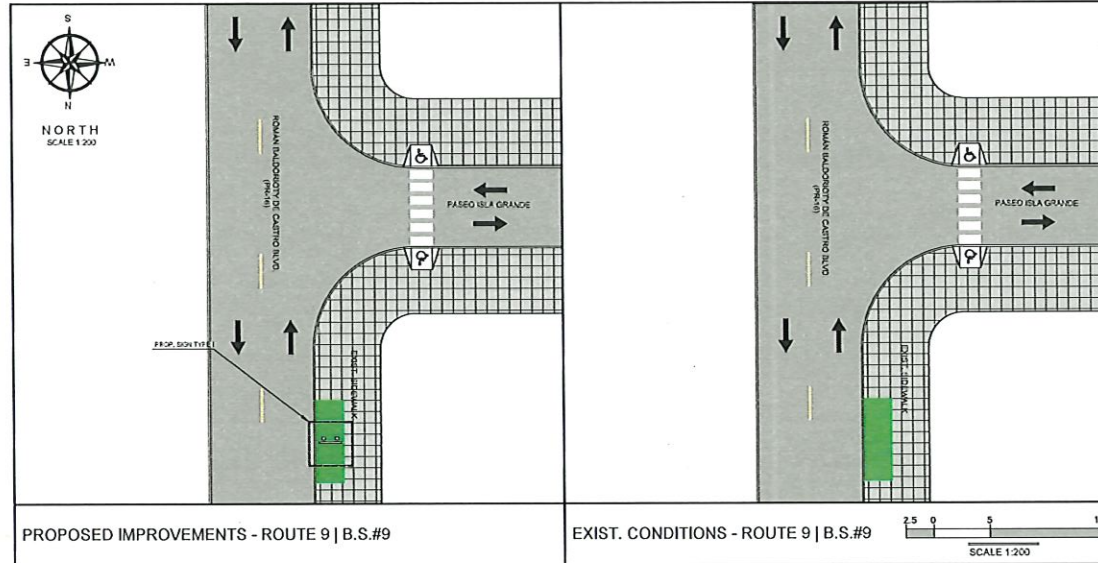 S
E
W
N
NORTH
SCALE 1:200
ROMAN BALDORIOTY DE CASTRO BLVD.
(PR-16)
PASEO ISLA GRANDE
PROP. SIGN TYPE I
EXIST. SIDEWALK
PROPOSED IMPROVEMENTS - ROUTE 9 | B.S.#9
ROMAN BALDORIOTY DE CASTRO BLVD.
(PR-16)
PASEO ISLA GRANDE
EXIST. SIDEWALK
EXIST. CONDITIONS - ROUTE 9 | B.S.#9
2.5 0 5
SCALE 1:200